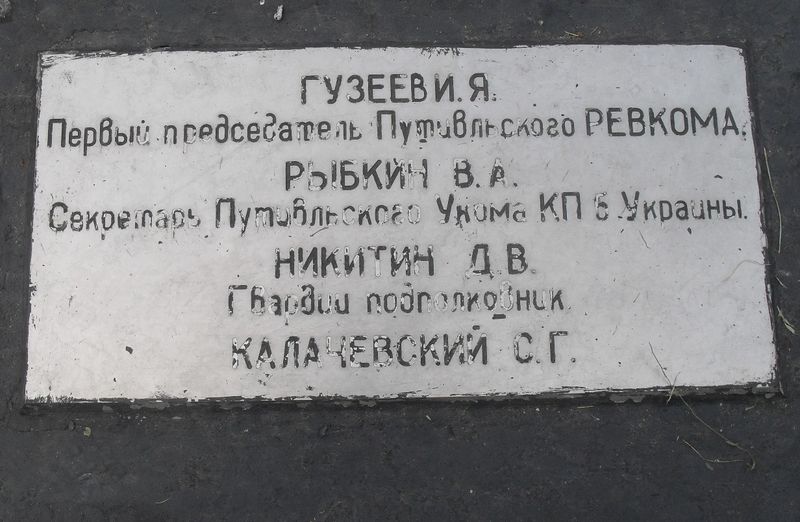 ГУЗЕЕВ И. Я.
Первый председатель Путивльского РЕВКОМА.
РЫБКИН В. А.
Секретарь Путивльского Укома КП б Украины.
НИКИТИН Д. В.
Гвардии подполковник.
КАЛАЧЕВСКИЙ С. Г.